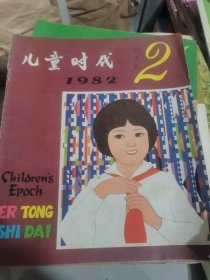 儿童时代
2
1982
Children's
Epoch
ER TONG
SHI DAI